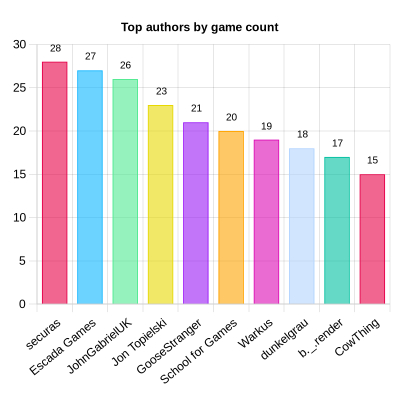 Top authors by game count
30
25
20
15
10
5
0
28
27
26
23
21
20
19
18
17
15
securas
Escada Games
JohnGabrielUK
Jon Topielski
GooseStranger
School for Games
Warkus
dunkelgrau
b._.render
CowThing